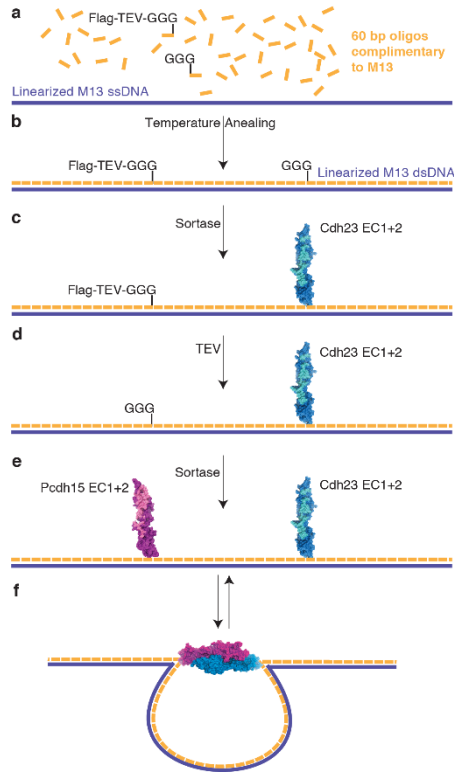 a
Flag-TEV-GGG
GGG
60 bp oligos
complimentary
to M13
Linearized M13 ssDNA
b
Temperature Anealing
Flag-TEV-GGG
GGG
Linearized M13 dsDNA
c
Sortase
Cdh23 EC1+2
Flag-TEV-GGG
d
TEV
Cdh23 EC1+2
GGG
e
Sortase
Pcdh15 EC1+2
Cdh23 EC1+2
f